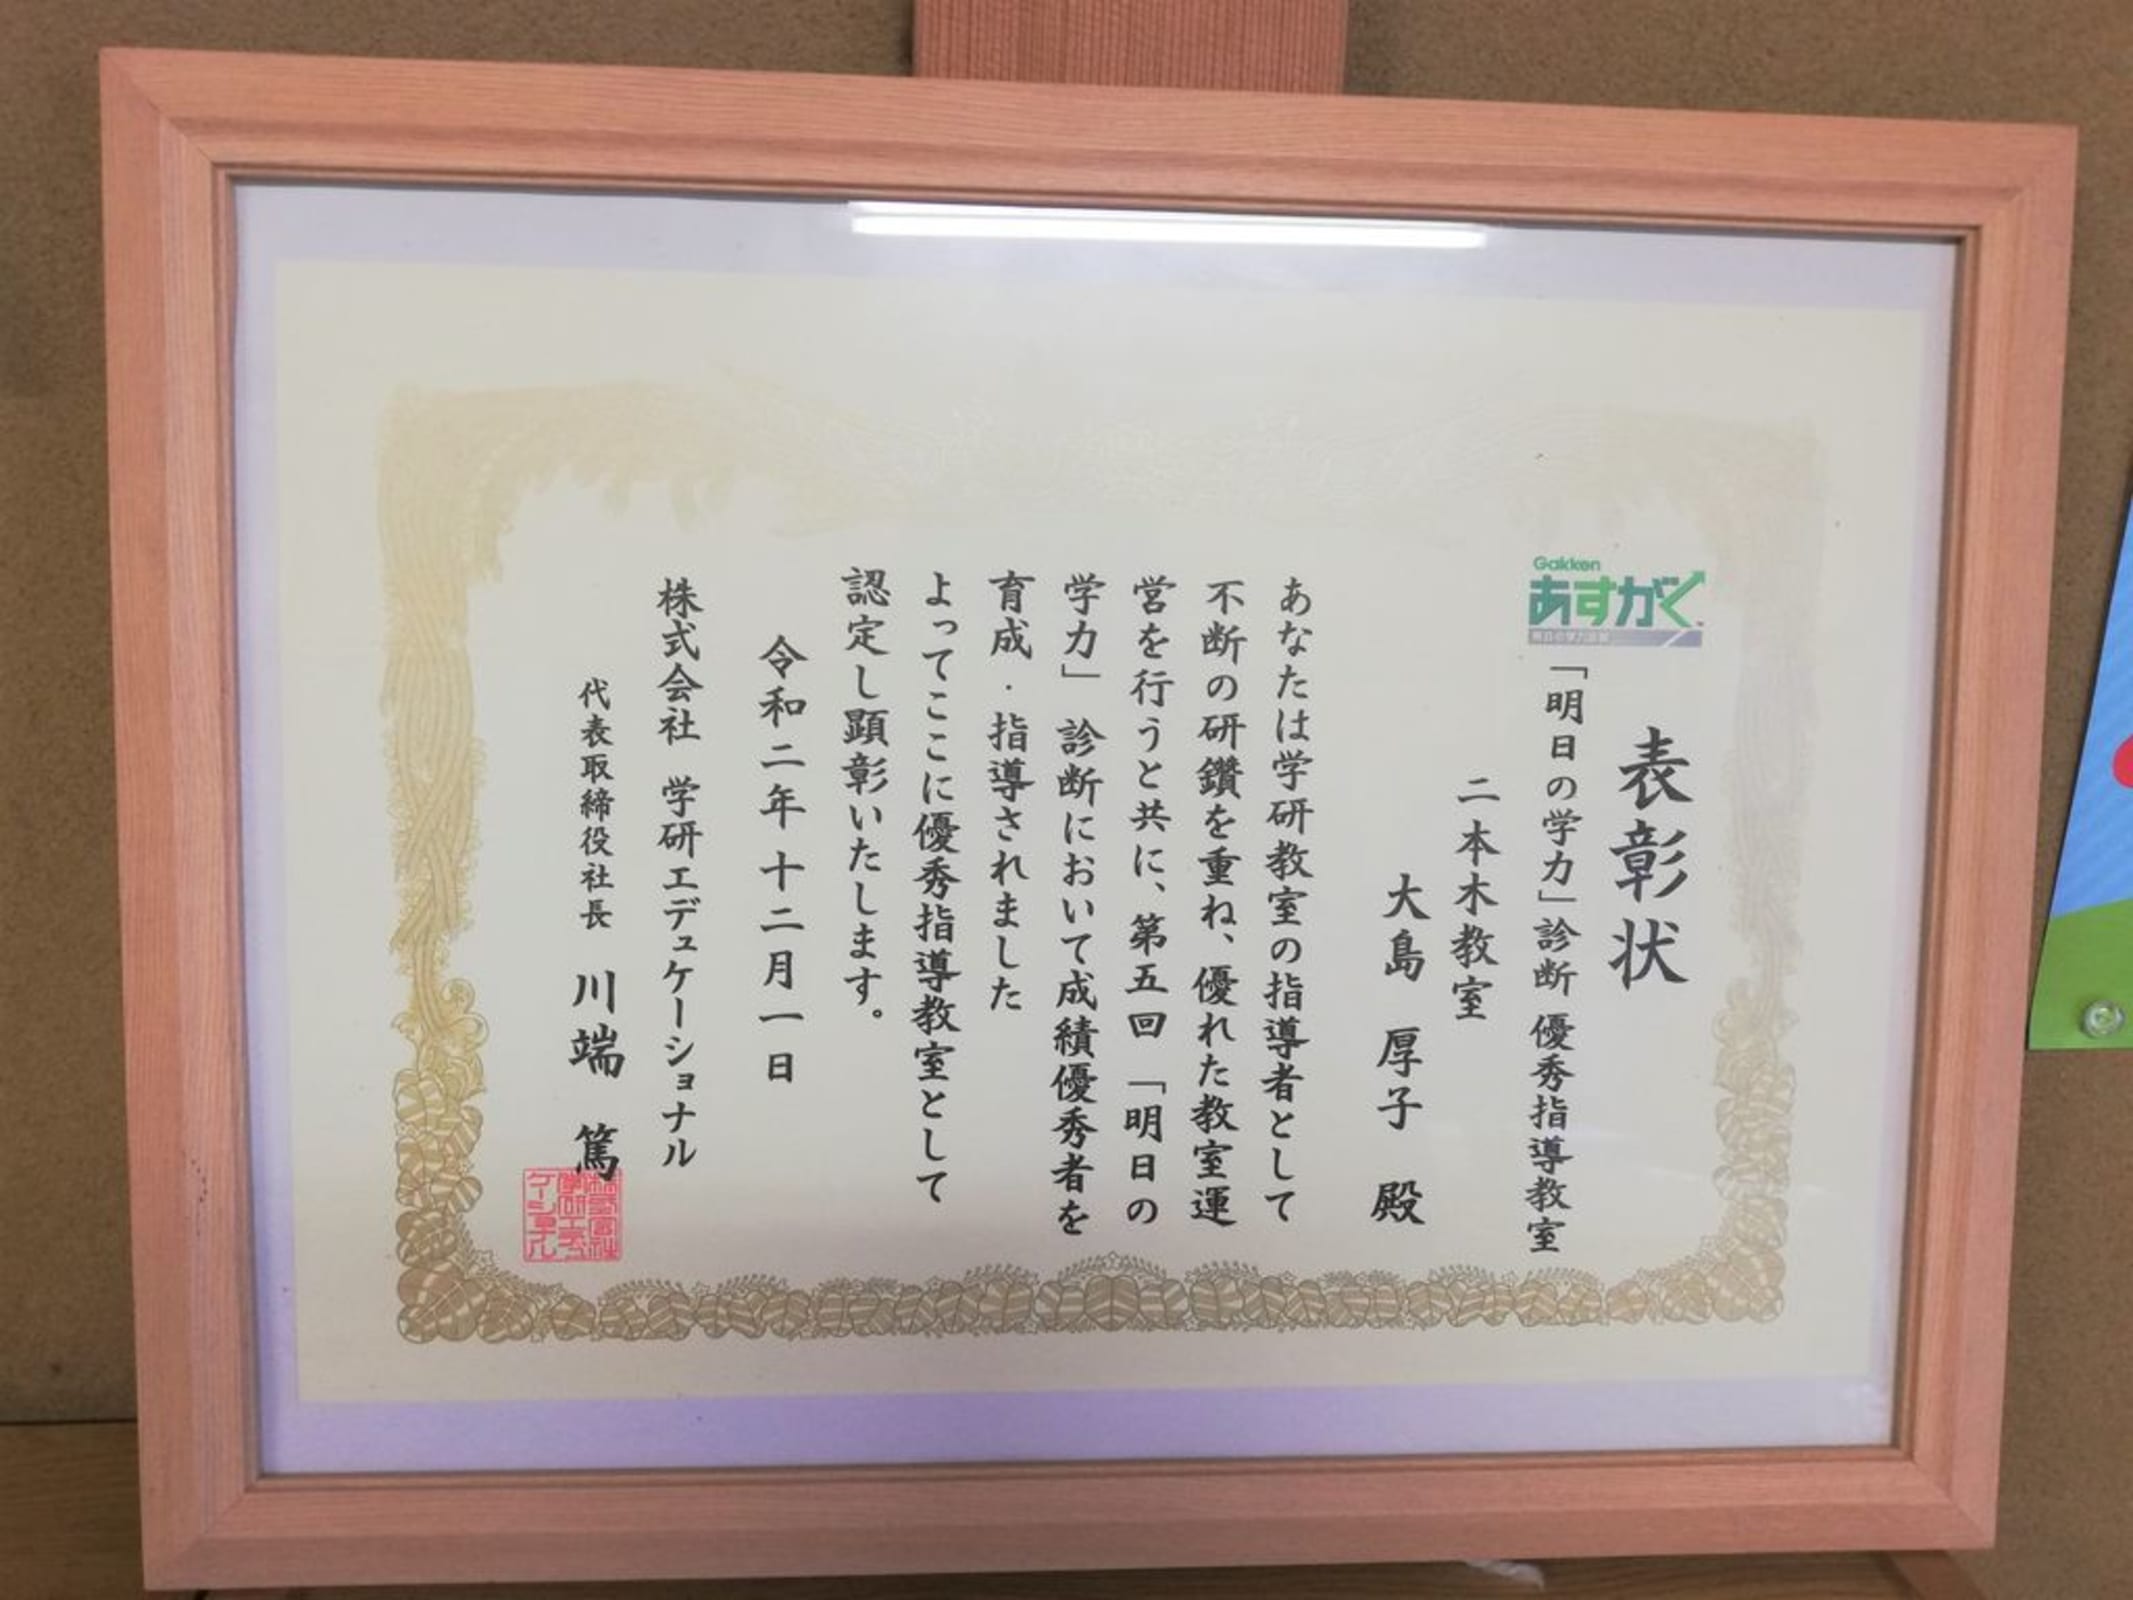 表彰状
Gakken
あすがく
「明日の学力」診断 優秀指導教室
二本木教室
大島 厚子 殿
あなたは学研教室の指導者として
不断の研鑽を重ね、優れた教室運
営を行うと共に、第五回「明日の
学力」診断において成績優秀者を
育成・指導されました
よってここに優秀指導教室として
認定し顕彰いたします。
令和二年十二月一日
株式会社 学研エデュケーショナル
代表取締役社長 川端 篤